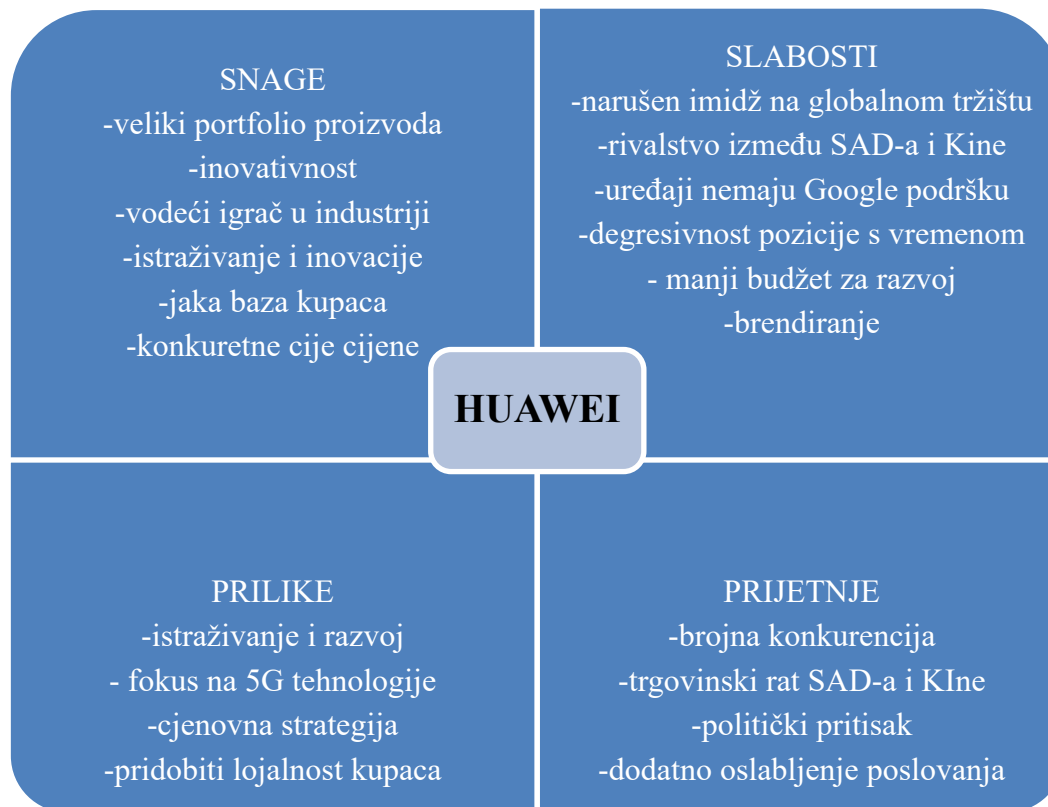 SNAGE
-veliki portfolio proizvoda
-inovativnost
-vodeći igrač u industriji
-istraživanje i inovacije
-jaka baza kupaca
-konkuretne cije cijene
SLABOSTI
-narušen imidž na globalnom tržištu
-rivalstvo između SAD-a i Kine
-uređaji nemaju Google podršku
-degresivnost pozicije s vremenom
- manji budžet za razvoj
-brendiranje
HUAWEI
PRILIKE
-istraživanje i razvoj
- fokus na 5G tehnologije
-cjenovna strategija
-pridobiti lojalnost kupaca
PRIJETNJE
-brojna konkurencija
-trgovinski rat SAD-a i KIne
-politički pritisak
-dodatno oslabljenje poslovanja